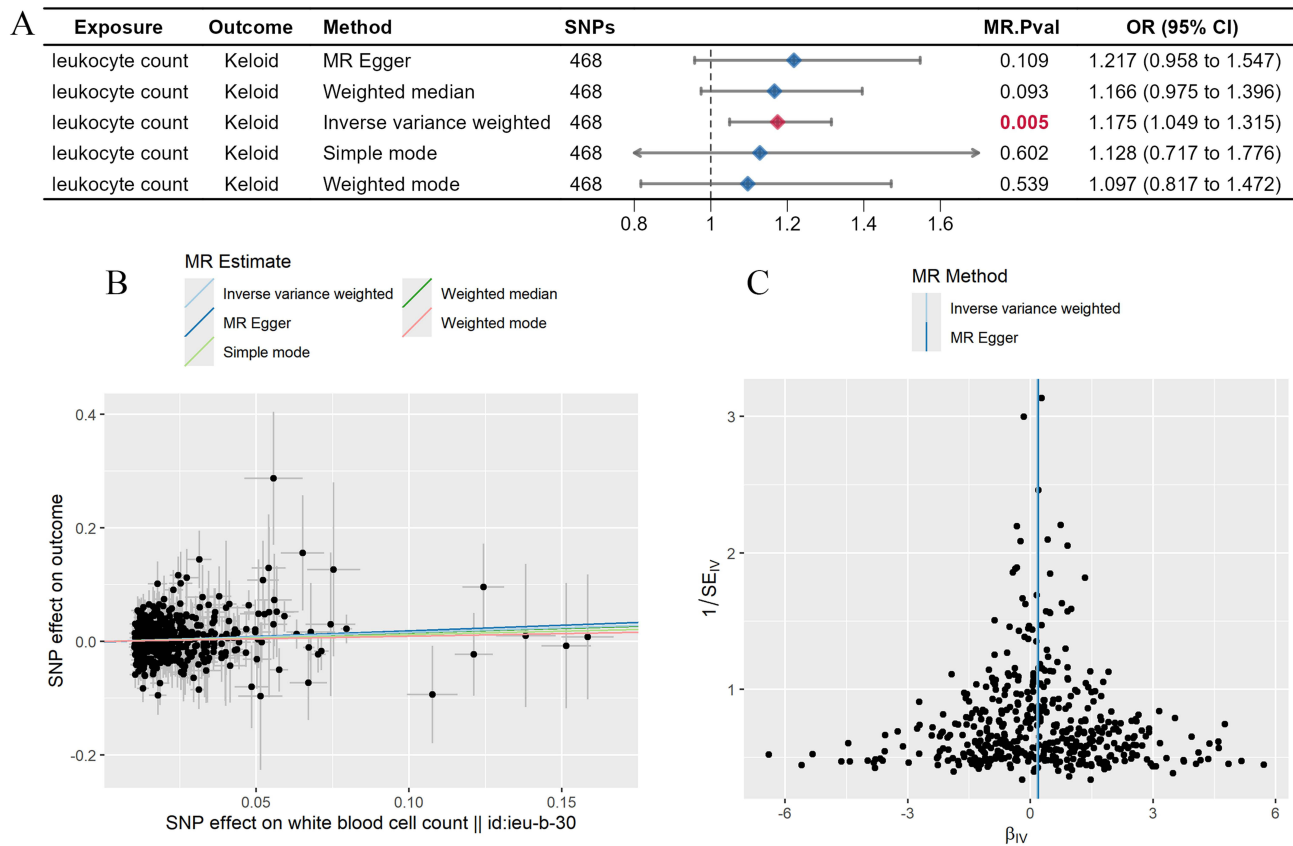 A
Exposure Outcome Method SNPs MR.Pval OR (95% CI)
leukocyte count Keloid MR Egger 468 0.109 1.217 (0.958 to 1.547)
leukocyte count Keloid Weighted median 468 0.093 1.166 (0.975 to 1.396)
leukocyte count Keloid Inverse variance weighted 468 0.005 1.175 (1.049 to 1.315)
leukocyte count Keloid Simple mode 468 0.602 1.128 (0.717 to 1.776)
leukocyte count Keloid Weighted mode 468 0.539 1.097 (0.817 to 1.472)
0.8 1 1.2 1.4 1.6
B
MR Estimate
Inverse variance weighted Weighted median
MR Egger Weighted mode
Simple mode
0.4
0.2
0.0
-0.2
SNP effect on outcome
0.05 0.10 0.15
SNP effect on white blood cell count || id:ieu-b-30
C
MR Method
Inverse variance weighted
MR Egger
3
2
1
1/SE_IV
-6 -3 0 3 6
β_IV